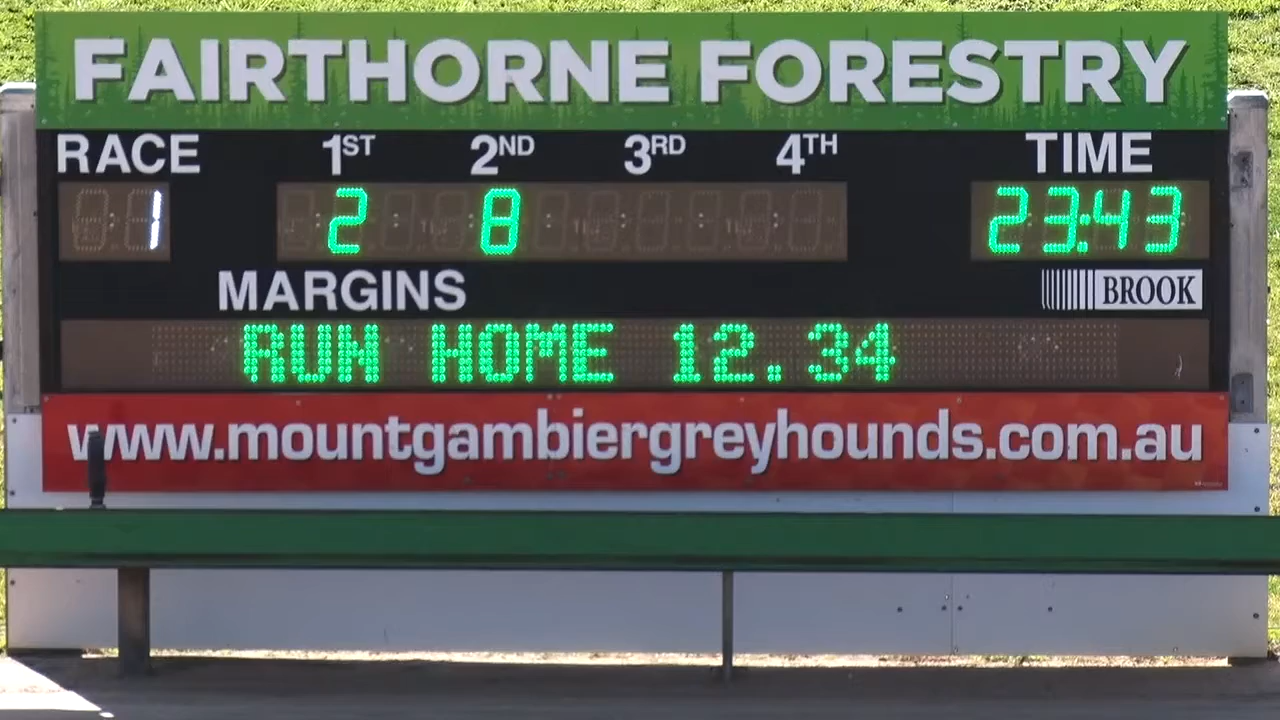 FAIRTHORNE FORESTRY
RACE 1ST 2ND 3RD 4TH TIME
1 2 8 23:43
MARGINS BROOK
RUN HOME 12.34
www.mountgambiergreyhounds.com.au